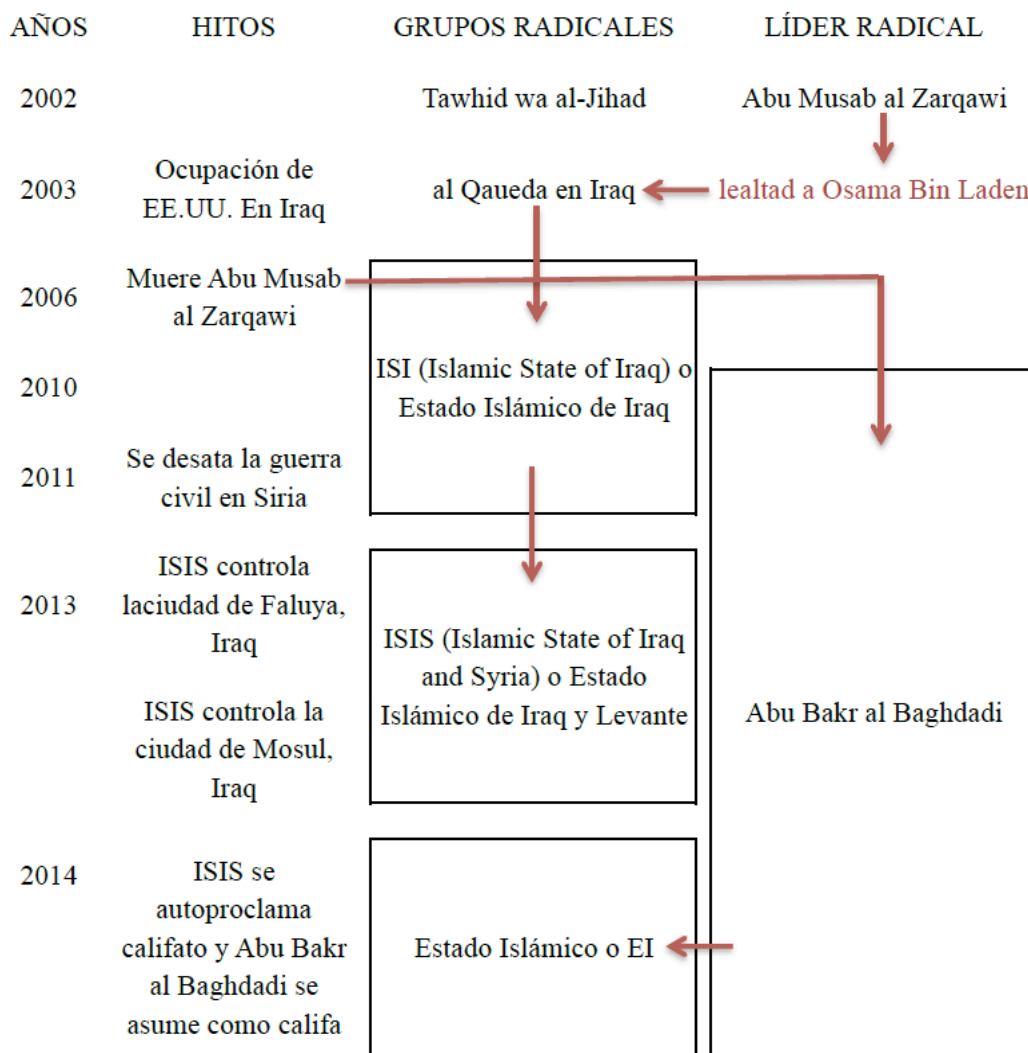 AÑOS HITOS GRUPOS RADICALES LÍDER RADICAL
2002 Tawhid wa al-Jihad Abu Musab al Zarqawi
Ocupación de
2003 al Qaueda en Iraq lealtad a Osama Bin Laden
EE.UU. En Iraq
Muere Abu Musab
2006
al Zarqawi
ISI (Islamic State of Iraq) o
2010
Estado Islámico de Iraq
Se desata la guerra
2011
civil en Siria
ISIS controla
2013 laciudad de Faluya,
Iraq
ISIS (Islamic State of Iraq
and Syria) o Estado
Islámico de Iraq y Levante
ISIS controla la
ciudad de Mosul,
Iraq
Abu Bakr al Baghdadi
2014 ISIS se
autoproclama
califato y Abu Bakr
al Baghdadi se
asume como califa
Estado Islámico o EI